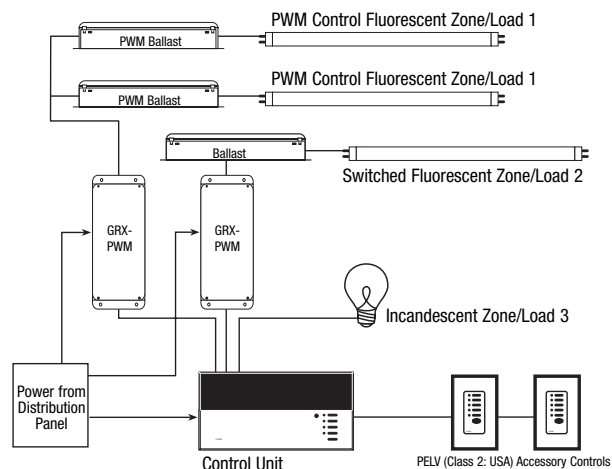 PWM Control Fluorescent Zone/Load 1
PWM Ballast
PWM Control Fluorescent Zone/Load 1
PWM Ballast
Ballast
Switched Fluorescent Zone/Load 2
GRX-
PWM
GRX-
PWM
Incandescent Zone/Load 3
Power from
Distribution
Panel
Control Unit
PELV (Class 2: USA) Accessory Controls